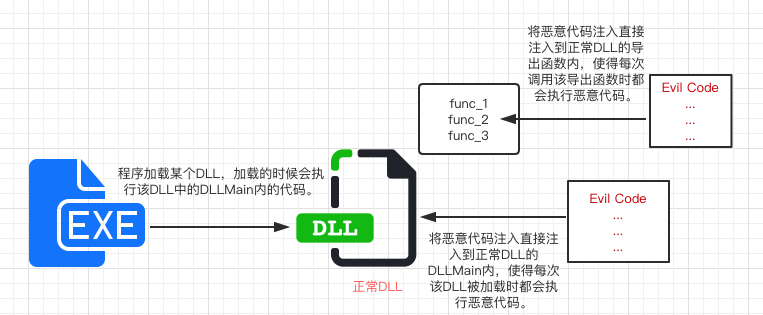 将恶意代码注入直接
注入到正常DLL的导
出函数内，使得每次
调用该导出函数时都
会执行恶意代码。
Evil Code
...
...
...
func_1
func_2
func_3
程序加载某个DLL，加载的时候会执
行该DLL中的DLLMain内的代码。
EXE
DLL
正常DLL
Evil Code
...
...
...
将恶意代码注入直接注
入到正常DLL的
DLLMain内，使得每次
该DLL被加载时都会执
行恶意代码。